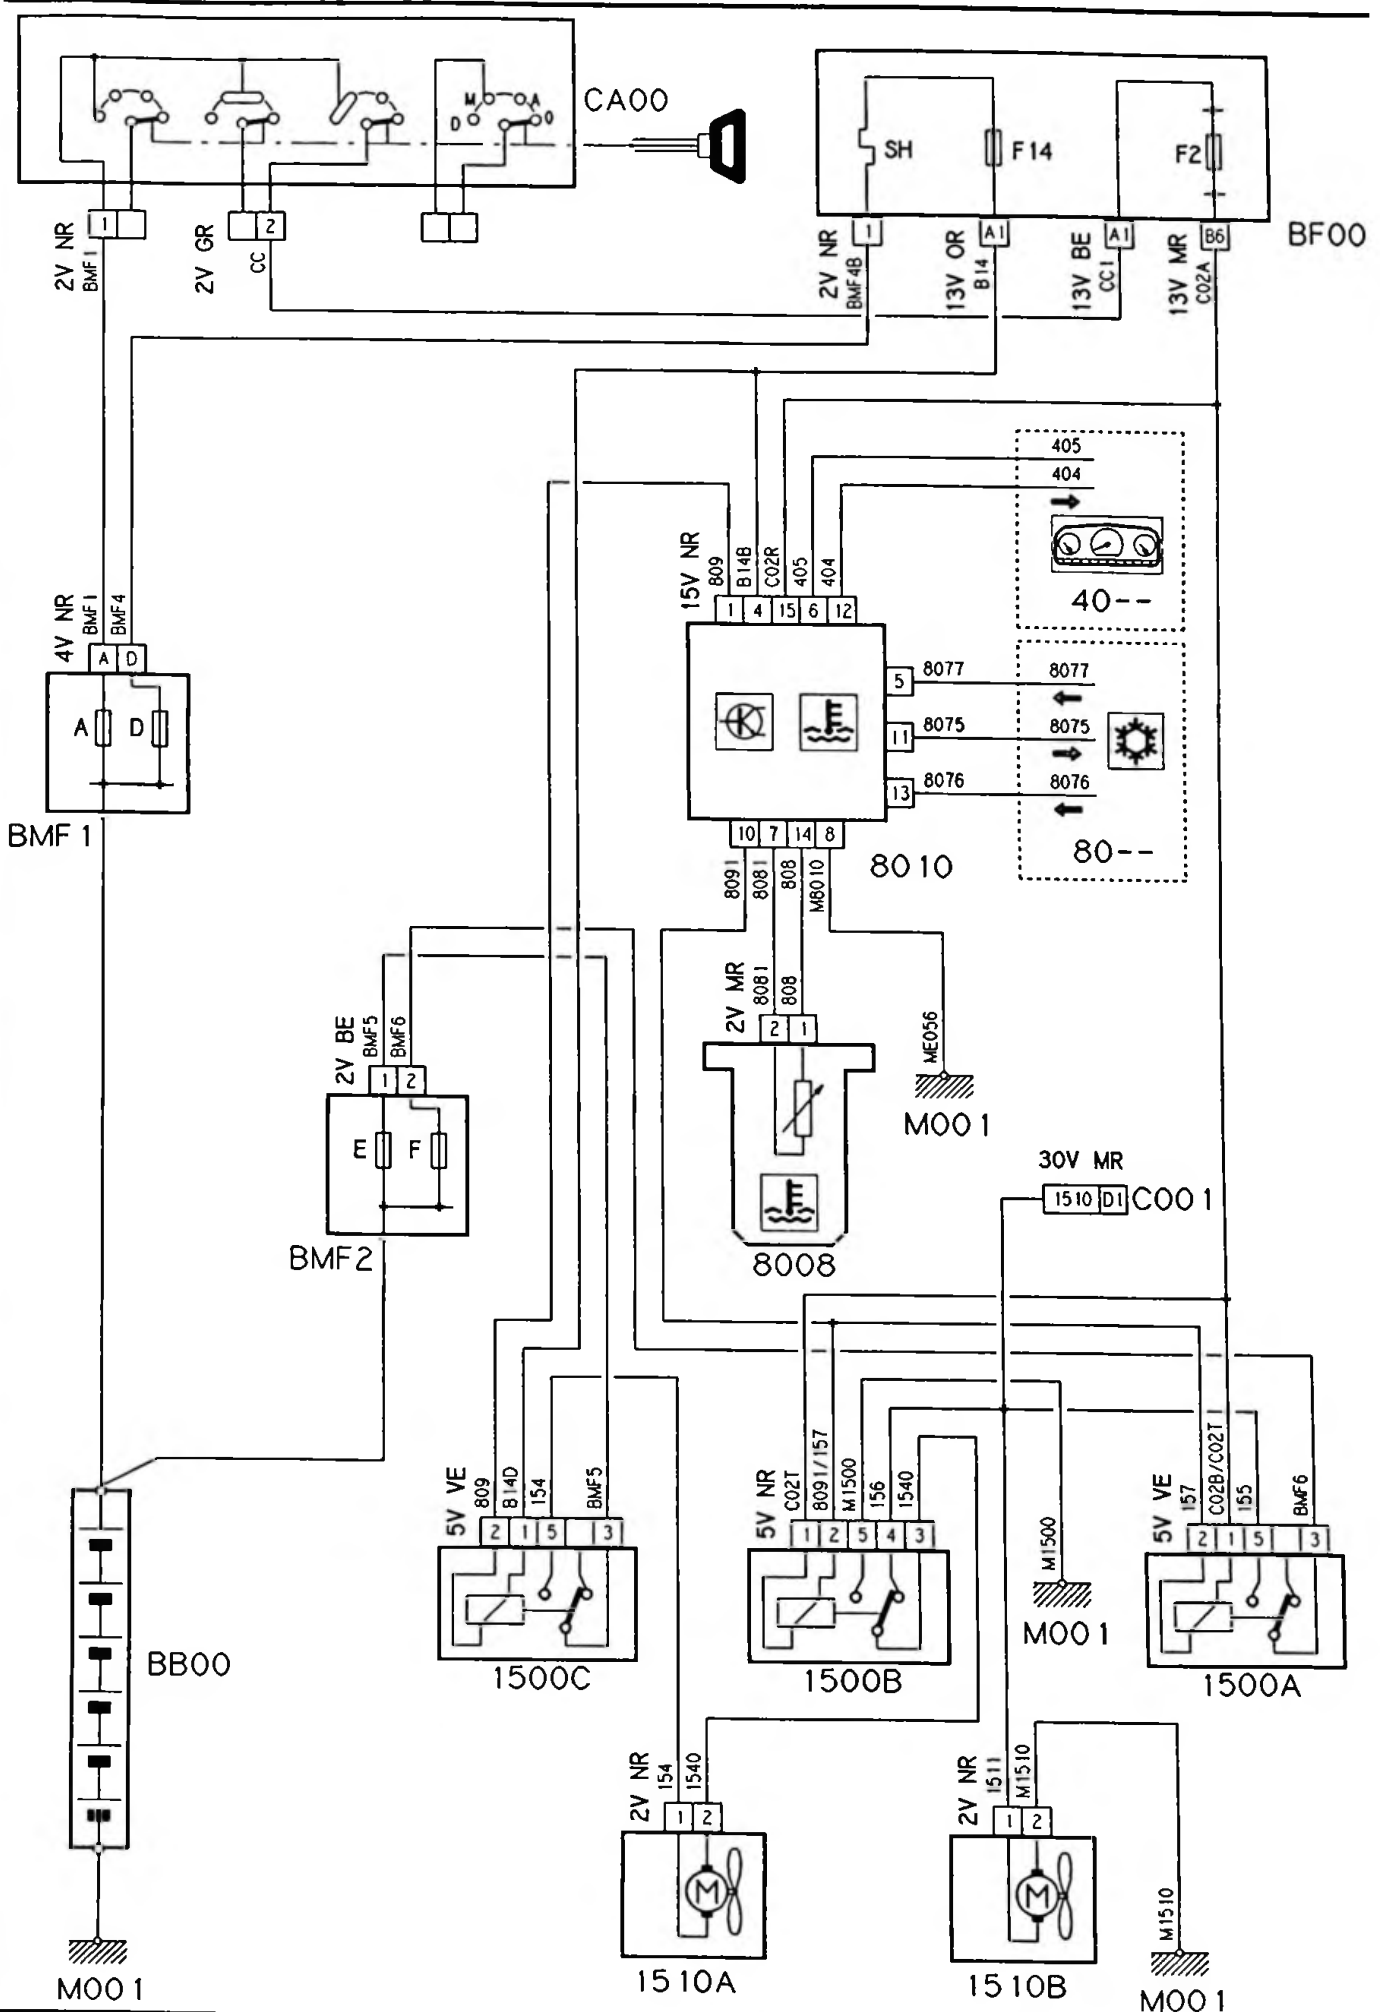 CA00
M
A
D
O
SH
F14
F2
BF00
1
2
1
A1
A1
B6
2V NR
BMF1
2V GR
CC
2V NR
BMF4B
13V OR
B14
13V BE
CC1
13V MR
C02A
405
404
40--
15V NR
809
B14B
C02R
405
404
1 4 15 6 12
4V NR
BMF1
BMF4
A D
A D
BMF1
5 8077 8077
11 8075 8075
13 8076 8076
80--
10 7 14 8
8010
8091
8081
808
M8010
2V MR
8081
808
2 1
ME056
M001
8008
2V BE
BMF5
BMF6
1 2
E F
BMF2
30V MR
1510 D1 C001
5V VE
809
B14D
154
BMF5
2 1 5 3
1500C
5V NR
C02T
8091/157
M1500
156
1540
1 2 5 4 3
1500B
M1500
M001
5V VE
157
C02B/C02T
155
BMF6
2 1 5 3
1500A
BB00
M001
2V NR
154
1540
1 2
M
1510A
2V NR
1511
M1510
1 2
M
1510B
M1510
M001